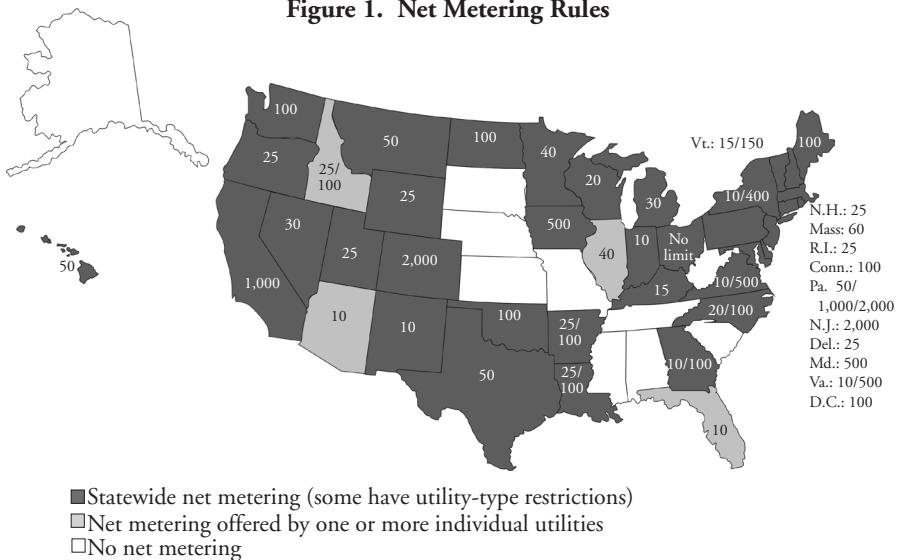 Figure 1. Net Metering Rules
100
50
100
40
Vt.: 15/150
100
25
25/
100
25
20
30
10/400
30
500
N.H.: 25
Mass: 60
R.I.: 25
Conn.: 100
Pa. 50/
1,000/2,000
N.J.: 2,000
Del.: 25
Md.: 500
Va.: 10/500
D.C.: 100
25
2,000
40
10
No
limit
50
1,000
15
10/500
10
10
100
25/
100
20/100
50
25/
100
10/100
10
Statewide net metering (some have utility-type restrictions)
Net metering offered by one or more individual utilities
No net metering